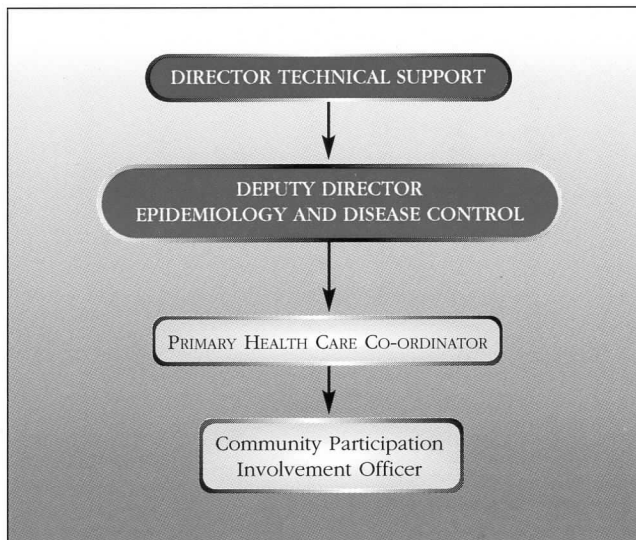 DIRECTOR TECHNICAL SUPPORT
DEPUTY DIRECTOR
EPIDEMIOLOGY AND DISEASE CONTROL
PRIMARY HEALTH CARE CO-ORDINATOR
Community Participation
Involvement Officer